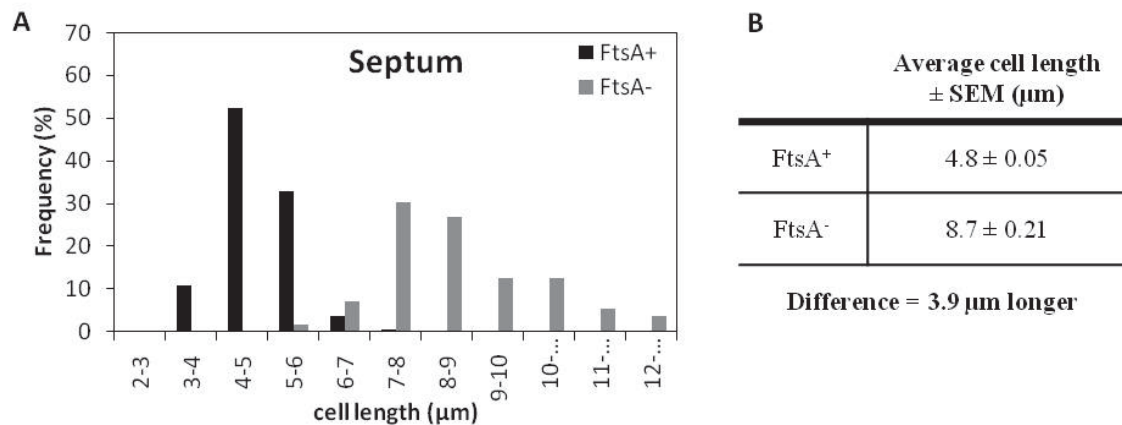 A
70
60
50
40
30
20
10
0
Frequency (%)
Septum
FtsA+
FtsA-
2-3
3-4
4-5
5-6
6-7
7-8
8-9
9-10
10-...
11-...
12-...
cell length (µm)
B
Average cell length
± SEM (µm)
FtsA⁺ 4.8 ± 0.05
FtsA⁻ 8.7 ± 0.21
Difference = 3.9 µm longer